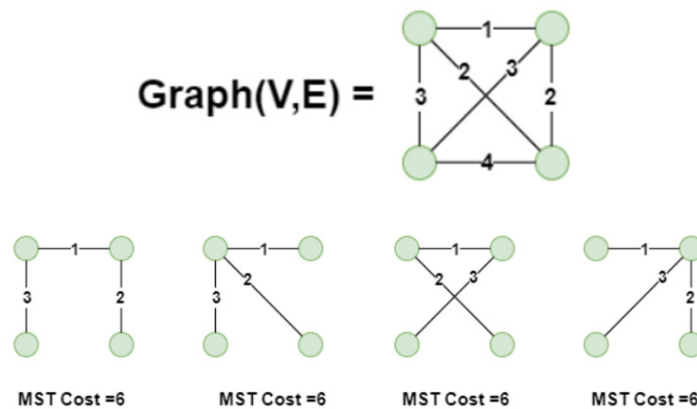 1
2 3
Graph(V,E) = 3 2
4
1 1 1 1
3 2 3 2 2 3 3 2
MST Cost =6 MST Cost =6 MST Cost =6 MST Cost =6